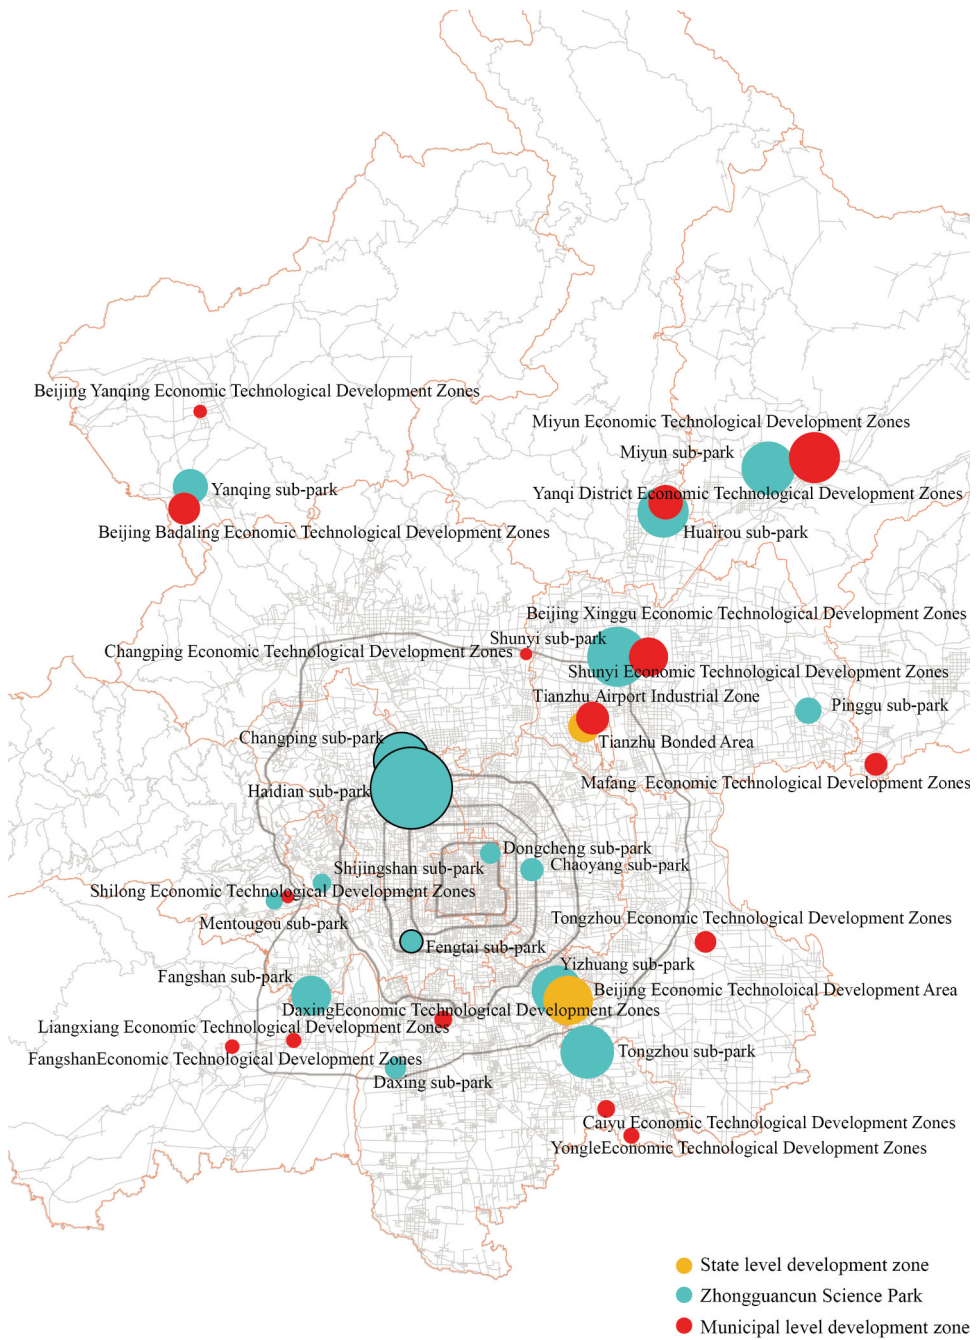 Beijing Yanqing Economic Technological Development Zones
Miyun Economic Technological Development Zones
Miyun sub-park
Yanqing sub-park
Yanqi District Economic Technological Development Zones
Beijing Badaling Economic Technological Development Zones
Huairou sub-park
Beijing Xinggu Economic Technological Development Zones
Shunyi sub-park
Changping Economic Technological Development Zones
Shunyi Economic Technological Development Zones
Tianzhu Airport Industrial Zone
Pinggu sub-park
Changping sub-park
Tianzhu Bonded Area
Mafang Economic Technological Development Zones
Haidian sub-park
Dongcheng sub-park
Shijingshan sub-park
Chaoyang sub-park
Shilong Economic Technological Development Zones
Mentougou sub-park
Tongzhou Economic Technological Development Zones
Fengtai sub-park
Yizhuang sub-park
Fangshan sub-park
Beijing Economic Technoloical Development Area
DaxingEconomic Technological Development Zones
Liangxiang Economic Technological Development Zones
Tongzhou sub-park
FangshanEconomic Technological Development Zones
Daxing sub-park
Caiyu Economic Technological Development Zones
YongleEconomic Technological Development Zones
State level development zone
Zhongguancun Science Park
Municipal level development zone